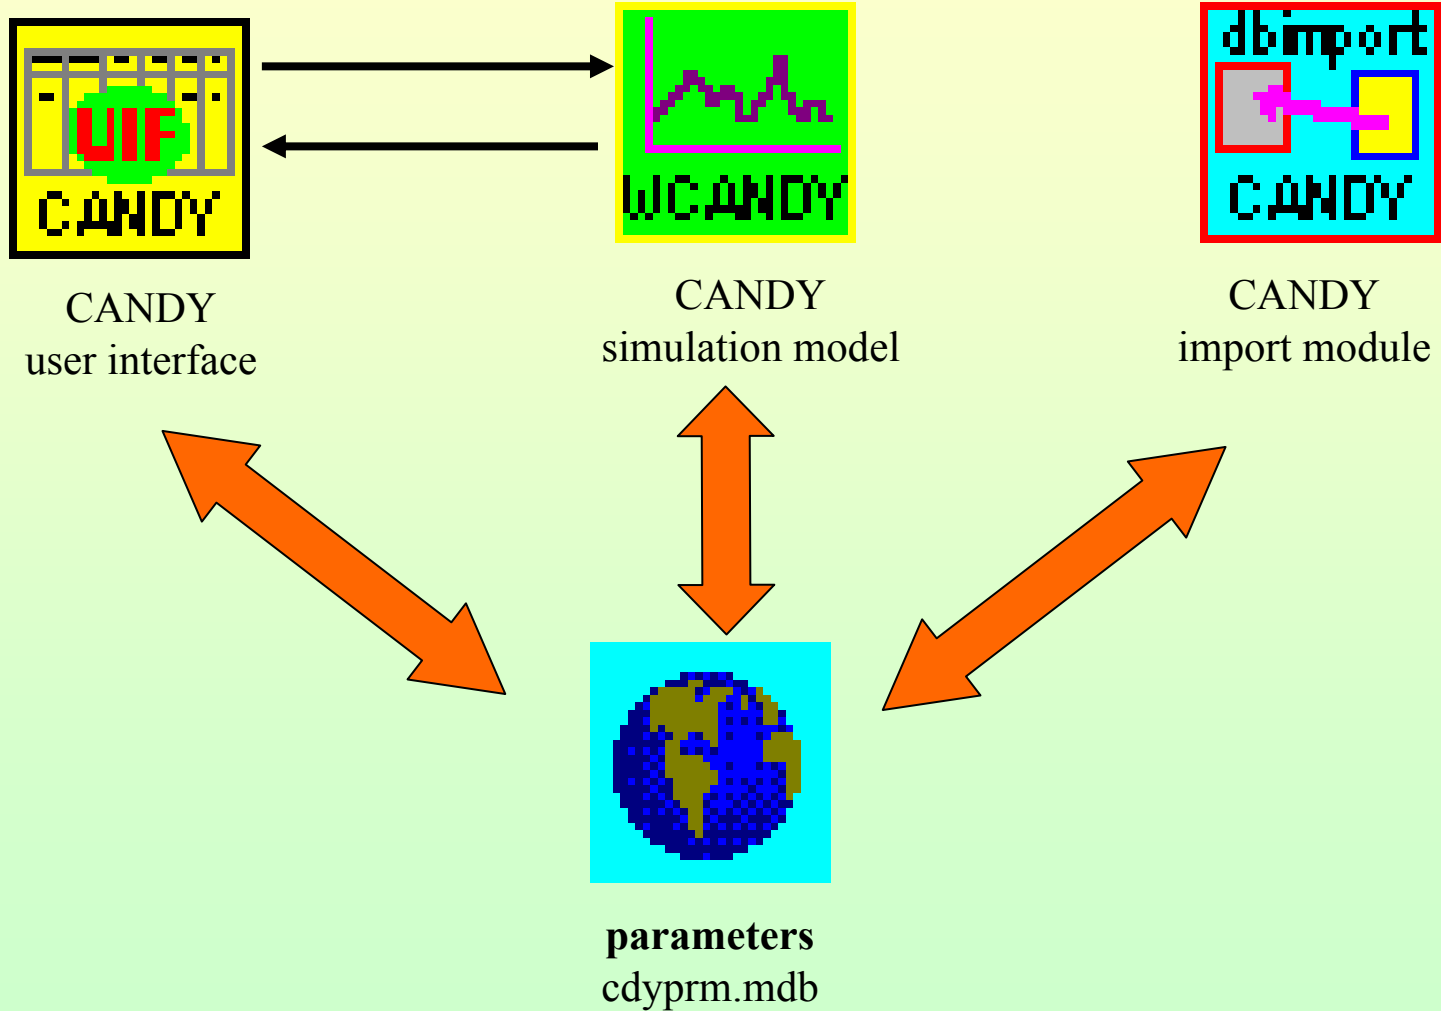 UIF
CANDY
WCANDY
dbimport
CANDY
CANDY
user interface
CANDY
simulation model
CANDY
import module
parameters
cdyprm.mdb